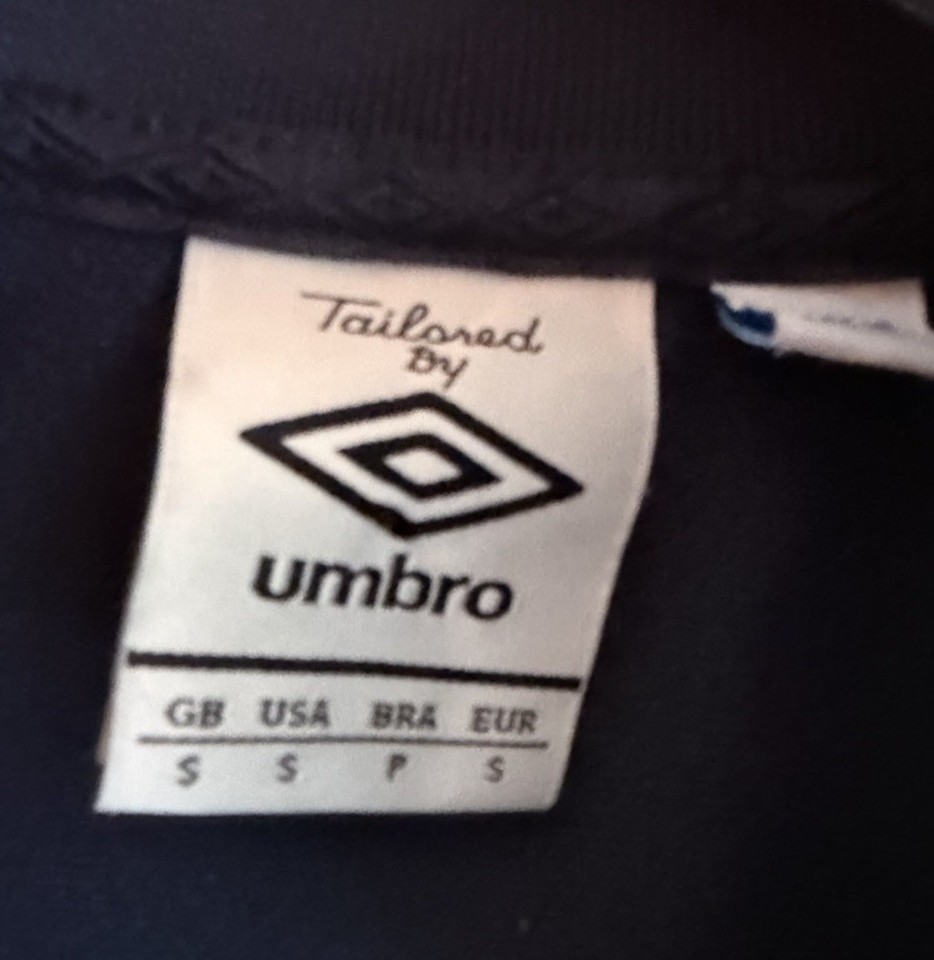 Tailored
By
umbro
GB USA BRA EUR
S S P S